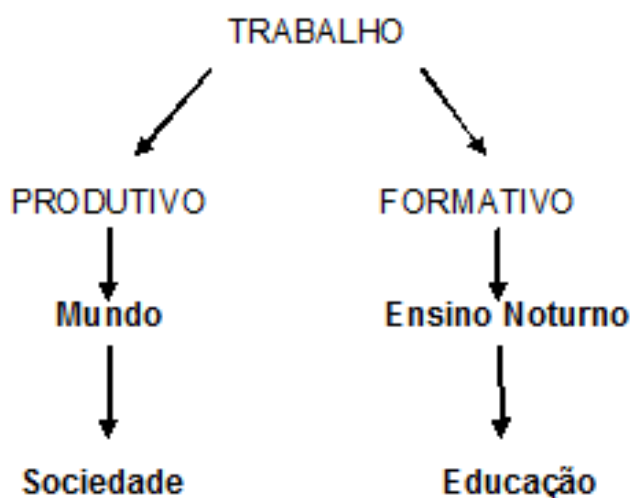 TRABALHO
PRODUTIVO FORMATIVO
Mundo Ensino Noturno
Sociedade Educação